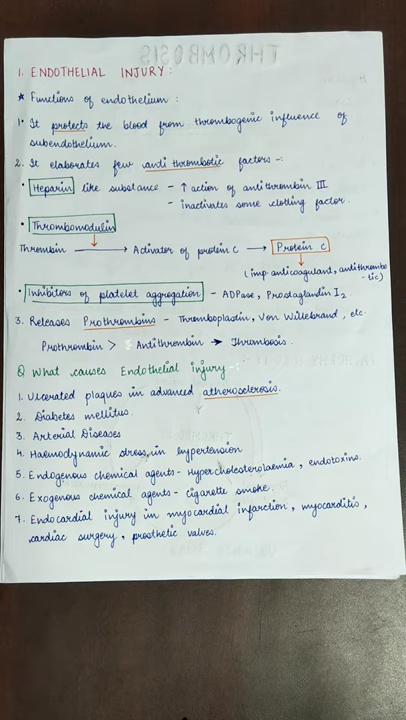 THROMBOSIS
1. ENDOTHELIAL INJURY:
★ Functions of endothelium :
1. It protects the blood from thrombogenic influence of
subendothelium.
2. It elaborates few anti thrombotic factors -:
• Heparin like substance - ↑ action of antithrombin III
- inactivates some clotting factor.
• Thrombomodulin
Thrombin → Activator of protein C → Protein C
(imp anticoagulant, antithrombo
-tic)
• Inhibitors of platelet aggregation - ADPase, Prostaglandin I2.
3. Releases Prothrombins - Thromboplastin, Von Willebrand, etc.
Prothrombin > Antithrombin → Thrombosis.
Q What causes Endothelial injury -:
1. Ulcerated plaques in advanced atherosclerosis.
2. Diabetes mellitus.
3. Arterial Diseases
4. Haemodynamic stress in hypertension
5. Endogenous chemical agents - Hypercholesterolaemia, endotoxins.
6. Exogenous chemical agents - cigarette smoke.
7. Endocardial injury in myocardial infarction, myocarditis,
cardiac surgery, prosthetic valves.